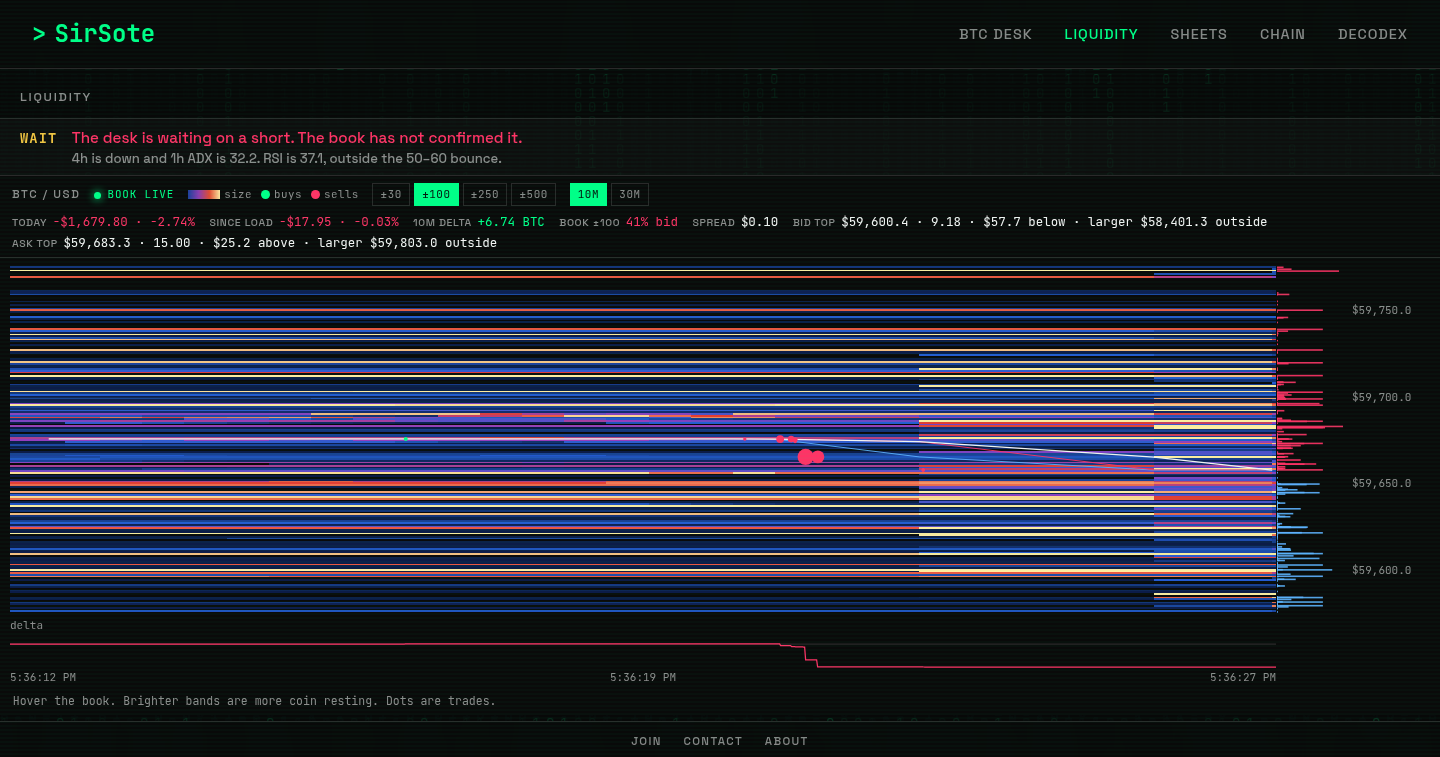 > SirSote
BTC DESK LIQUIDITY SHEETS CHAIN DECODEX
LIQUIDITY
WAIT The desk is waiting on a short. The book has not confirmed it.
4h is down and 1h ADX is 32.2. RSI is 37.1, outside the 50–60 bounce.
BTC / USD BOOK LIVE size buys sells ±30 ±100 ±250 ±500 10M 30M
TODAY -$1,679.80 · -2.74% SINCE LOAD -$17.95 · -0.03% 10M DELTA +6.74 BTC BOOK ±100 41% bid SPREAD $0.10 BID TOP $59,600.4 · 9.18 · $57.7 below · larger $58,401.3 outside
ASK TOP $59,683.3 · 15.00 · $25.2 above · larger $59,803.0 outside
$59,750.0
$59,700.0
$59,650.0
$59,600.0
delta
5:36:12 PM 5:36:19 PM 5:36:27 PM
Hover the book. Brighter bands are more coin resting. Dots are trades.
JOIN CONTACT ABOUT